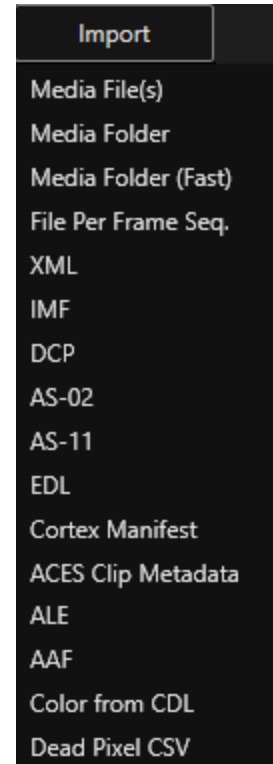 Import
Media File(s)
Media Folder
Media Folder (Fast)
File Per Frame Seq.
XML
IMF
DCP
AS-02
AS-11
EDL
Cortex Manifest
ACES Clip Metadata
ALE
AAF
Color from CDL
Dead Pixel CSV